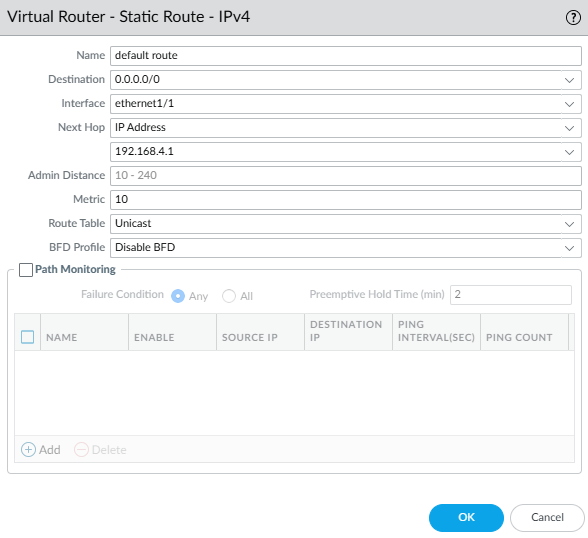 Virtual Router - Static Route - IPv4
Name default route
Destination 0.0.0.0/0
Interface ethernet1/1
Next Hop IP Address
192.168.4.1
Admin Distance 10 - 240
Metric 10
Route Table Unicast
BFD Profile Disable BFD
Path Monitoring
Failure Condition Any All Preemptive Hold Time (min) 2
NAME ENABLE SOURCE IP DESTINATION IP PING INTERVAL(SEC) PING COUNT
Add Delete
OK Cancel